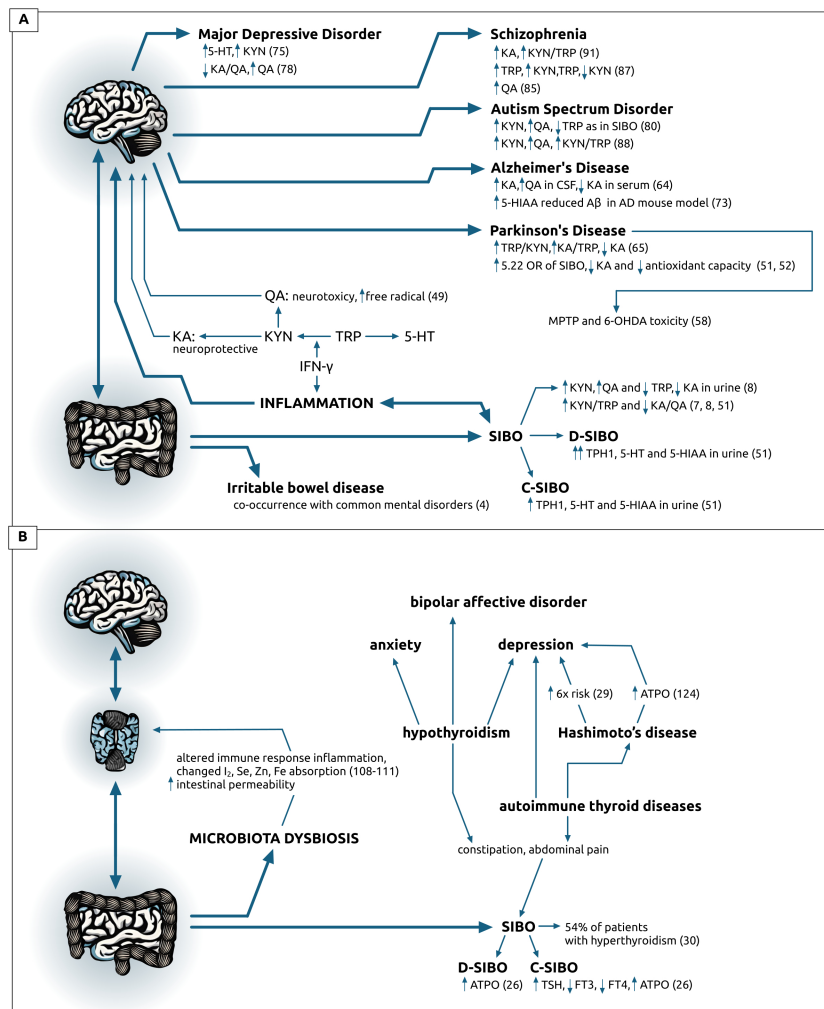 A
Major Depressive Disorder
↑5-HT,↑ KYN (75)
↓ KA/QA,↑ QA (78)
Schizophrenia
↑KA, ↑KYN/TRP (91)
↑TRP, ↑KYN,TRP, ↓ KYN (87)
↑QA (85)
Autism Spectrum Disorder
↑KYN,↑QA, ↓TRP as in SIBO (80)
↑KYN,↑QA, ↑KYN/TRP (88)
Alzheimer's Disease
↑KA,↑QA in CSF,↓ KA in serum (64)
↑5-HIAA reduced Aβ in AD mouse model (73)
Parkinson's Disease
↑TRP/KYN,↑KA/TRP, ↓ KA (65)
↑5.22 OR of SIBO,↓ KA and ↓ antioxidant capacity (51, 52)
MPTP and 6-OHDA toxicity (58)
QA: neurotoxicy, ↑free radical (49)
KA:
neuroprotective
KYN
TRP
5-HT
IFN-γ
INFLAMMATION
SIBO
↑KYN, ↑QA and ↓ TRP,↓ KA in urine (8)
↑KYN/TRP and ↓ KA/QA (7, 8, 51)
D-SIBO
↑↑ TPH1, 5-HT and 5-HIAA in urine (51)
C-SIBO
↑TPH1, 5-HT and 5-HIAA in urine (51)
Irritable bowel disease
co-occurrence with common mental disorders (4)
B
bipolar affective disorder
anxiety
depression
↑ 6x risk (29)
↑ ATPO (124)
hypothyroidism
Hashimoto's disease
altered immune response inflammation,
changed I₂, Se, Zn, Fe absorption (108-111)
↑ intestinal permeability
autoimmune thyroid diseases
MICROBIOTA DYSBIOSIS
constipation, abdominal pain
SIBO
54% of patients
with hyperthyroidism (30)
D-SIBO
↑ ATPO (26)
C-SIBO
↑ TSH, ↓ FT3, ↓ FT4, ↑ ATPO (26)